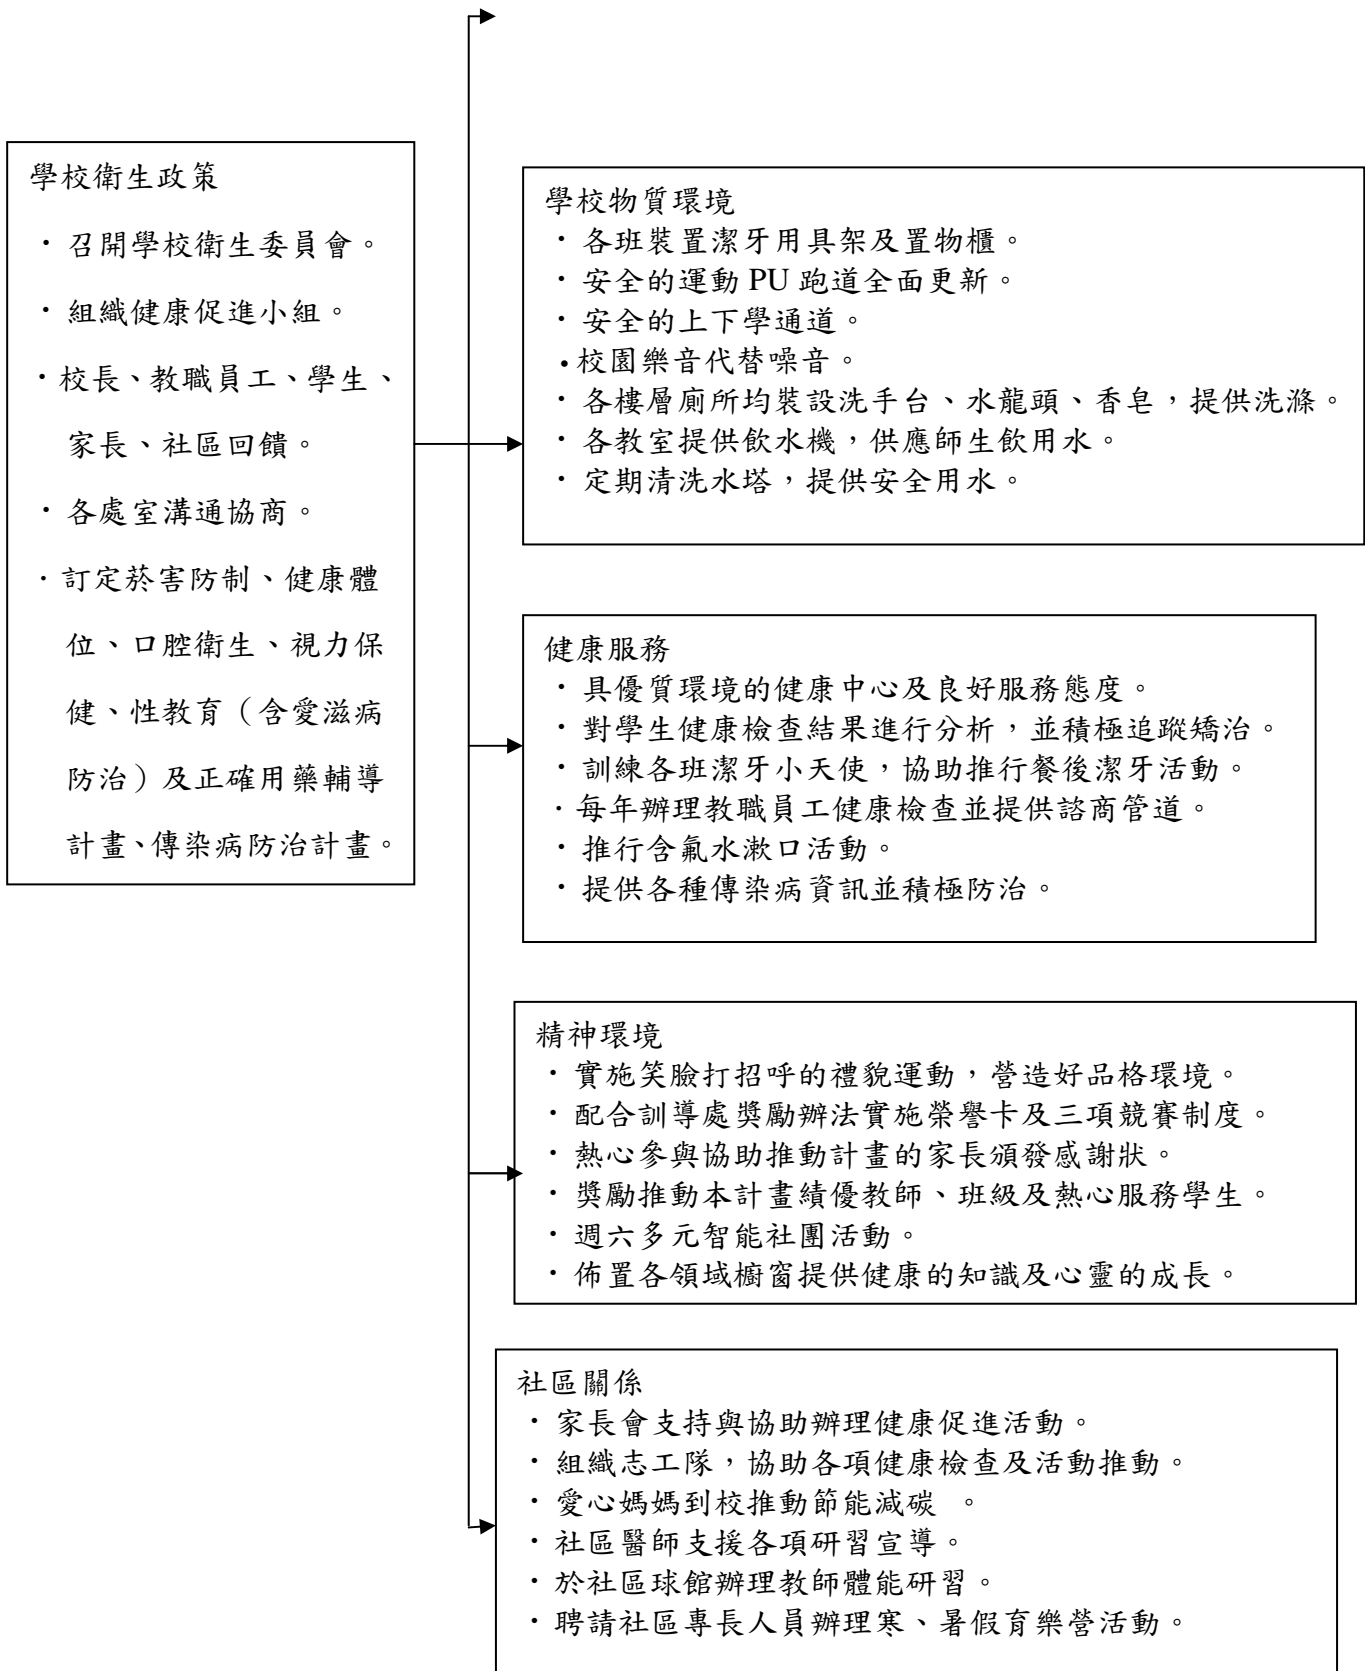 學校衛生政策
．召開學校衛生委員會。
．組織健康促進小組。
．校長、教職員工、學生、
家長、社區回饋。
．各處室溝通協商。
．訂定菸害防制、健康體
位、口腔衛生、視力保
健、性教育（含愛滋病
防治）及正確用藥輔導
計畫、傳染病防治計畫。
學校物質環境
．各班裝置潔牙用具架及置物櫃。
．安全的運動 PU 跑道全面更新。
．安全的上下學通道。
•校園樂音代替噪音。
．各樓層廁所均裝設洗手台、水龍頭、香皂，提供洗滌。
．各教室提供飲水機，供應師生飲用水。
．定期清洗水塔，提供安全用水。
健康服務
．具優質環境的健康中心及良好服務態度。
．對學生健康檢查結果進行分析，並積極追蹤矯治。
．訓練各班潔牙小天使，協助推行餐後潔牙活動。
．每年辦理教職員工健康檢查並提供諮商管道。
．推行含氟水漱口活動。
．提供各種傳染病資訊並積極防治。
精神環境
．實施笑臉打招呼的禮貌運動，營造好品格環境。
．配合訓導處獎勵辦法實施榮譽卡及三項競賽制度。
．熱心參與協助推動計畫的家長頒發感謝狀。
．獎勵推動本計畫績優教師、班級及熱心服務學生。
．週六多元智能社團活動。
．佈置各領域櫥窗提供健康的知識及心靈的成長。
社區關係
．家長會支持與協助辦理健康促進活動。
．組織志工隊，協助各項健康檢查及活動推動。
．愛心媽媽到校推動節能減碳 。
．社區醫師支援各項研習宣導。
．於社區球館辦理教師體能研習。
．聘請社區專長人員辦理寒、暑假育樂營活動。